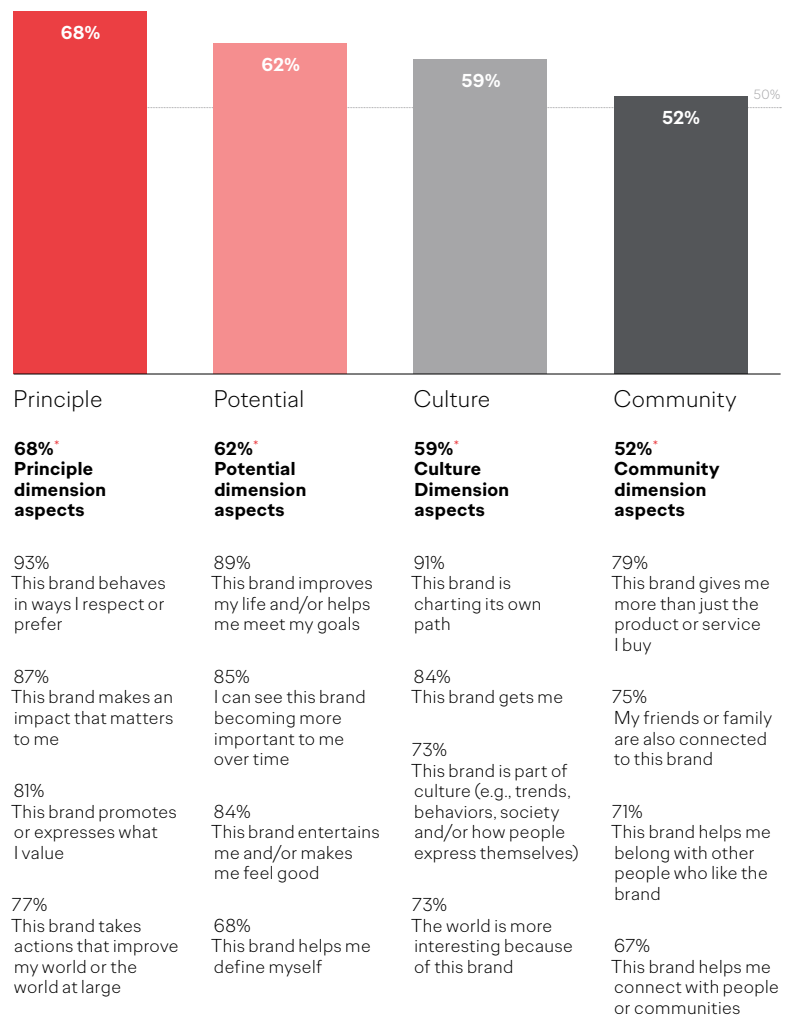 68%
62%
59%
52%
50%
Principle
Potential
Culture
Community
68%*
Principle
dimension
aspects
93%
This brand behaves
in ways I respect or
prefer
87%
This brand makes an
impact that matters
to me
81%
This brand promotes
or expresses what
I value
77%
This brand takes
actions that improve
my world or the
world at large
62%*
Potential
dimension
aspects
89%
This brand improves
my life and/or helps
me meet my goals
85%
I can see this brand
becoming more
important to me
over time
84%
This brand entertains
me and/or makes
me feel good
68%
This brand helps me
define myself
59%*
Culture
Dimension
aspects
91%
This brand is
charting its own
path
84%
This brand gets me
73%
This brand is part of
culture (e.g., trends,
behaviors, society
and/or how people
express themselves)
73%
The world is more
interesting because
of this brand
52%*
Community
dimension
aspects
79%
This brand gives me
more than just the
product or service
I buy
75%
My friends or family
are also connected
to this brand
71%
This brand helps me
belong with other
people who like the
brand
67%
This brand helps me
connect with people
or communities